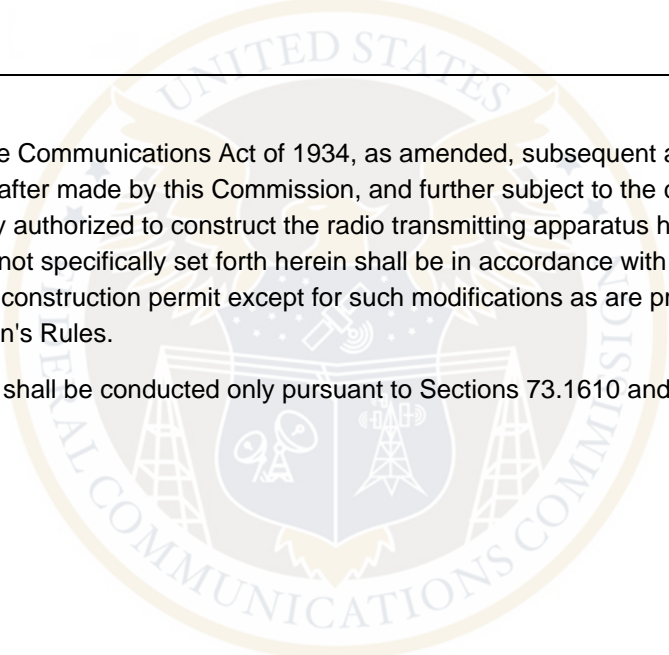 e Communications Act of 1934, as amended, subsequent a
after made by this Commission, and further subject to the
y authorized to construct the radio transmitting apparatus h
not specifically set forth herein shall be in accordance with
construction permit except for such modifications as are pr
n's Rules.
shall be conducted only pursuant to Sections 73.1610 and
UNITED STATES
FEDERAL COMMUNICATIONS COMMISSION